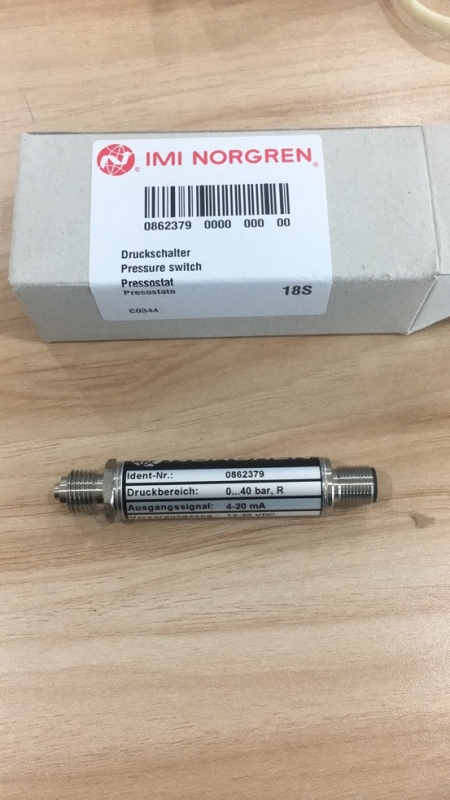 IMI NORGREN®
0862379 0000 000 00
Druckschalter
Pressure switch
Pressostat
Presostato
18S
C0344
NORGREN
Ident-Nr.: 0862379
Druckbereich: 0...40 bar, R
Ausgangssignal: 4-20 mA